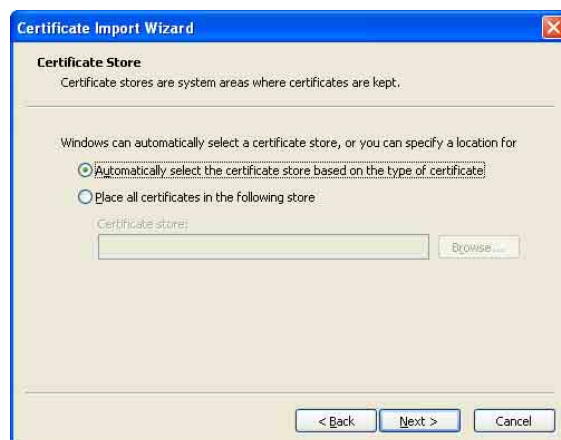 Certificate Import Wizard
Certificate Store
Certificate stores are system areas where certificates are kept.
Windows can automatically select a certificate store, or you can specify a location for
Automatically select the certificate store based on the type of certificate
Place all certificates in the following store
Certificate store:
Browse...
< Back
Next >
Cancel